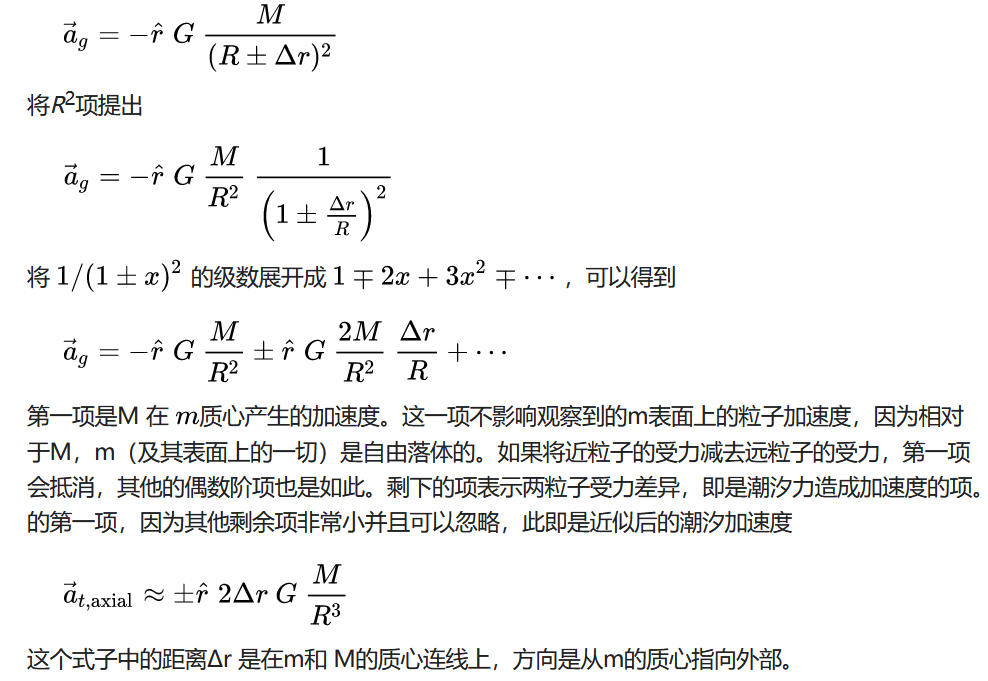 $\vec{a}_g = -\hat{r}\ G\ \frac{M}{(R \pm \Delta r)^2}$
将R²项提出
$\vec{a}_g = -\hat{r}\ G\ \frac{M}{R^2}\ \frac{1}{\left(1 \pm \frac{\Delta r}{R}\right)^2}$
将 $1/(1 \pm x)^2$ 的级数展开成 $1 \mp 2x + 3x^2 \mp \cdots$ ，可以得到
$\vec{a}_g = -\hat{r}\ G\ \frac{M}{R^2} \pm \hat{r}\ G\ \frac{2M}{R^2}\ \frac{\Delta r}{R} + \cdots$
第一项是M 在 $m$质心产生的加速度。这一项不影响观察到的m表面上的粒子加速度，因为相对
于M，m（及其表面上的一切）是自由落体的。如果将近粒子的受力减去远粒子的受力，第一项
会抵消，其他的偶数阶项也是如此。剩下的项表示两粒子受力差异，即是潮汐力造成加速度的项。
的第一项，因为其他剩余项非常小并且可以忽略，此即是近似后的潮汐加速度
$\vec{a}_{t,\text{axial}} \approx \pm\hat{r}\ 2\Delta r\ G\ \frac{M}{R^3}$
这个式子中的距离Δr 是在m和 M的质心连线上，方向是从m的质心指向外部。